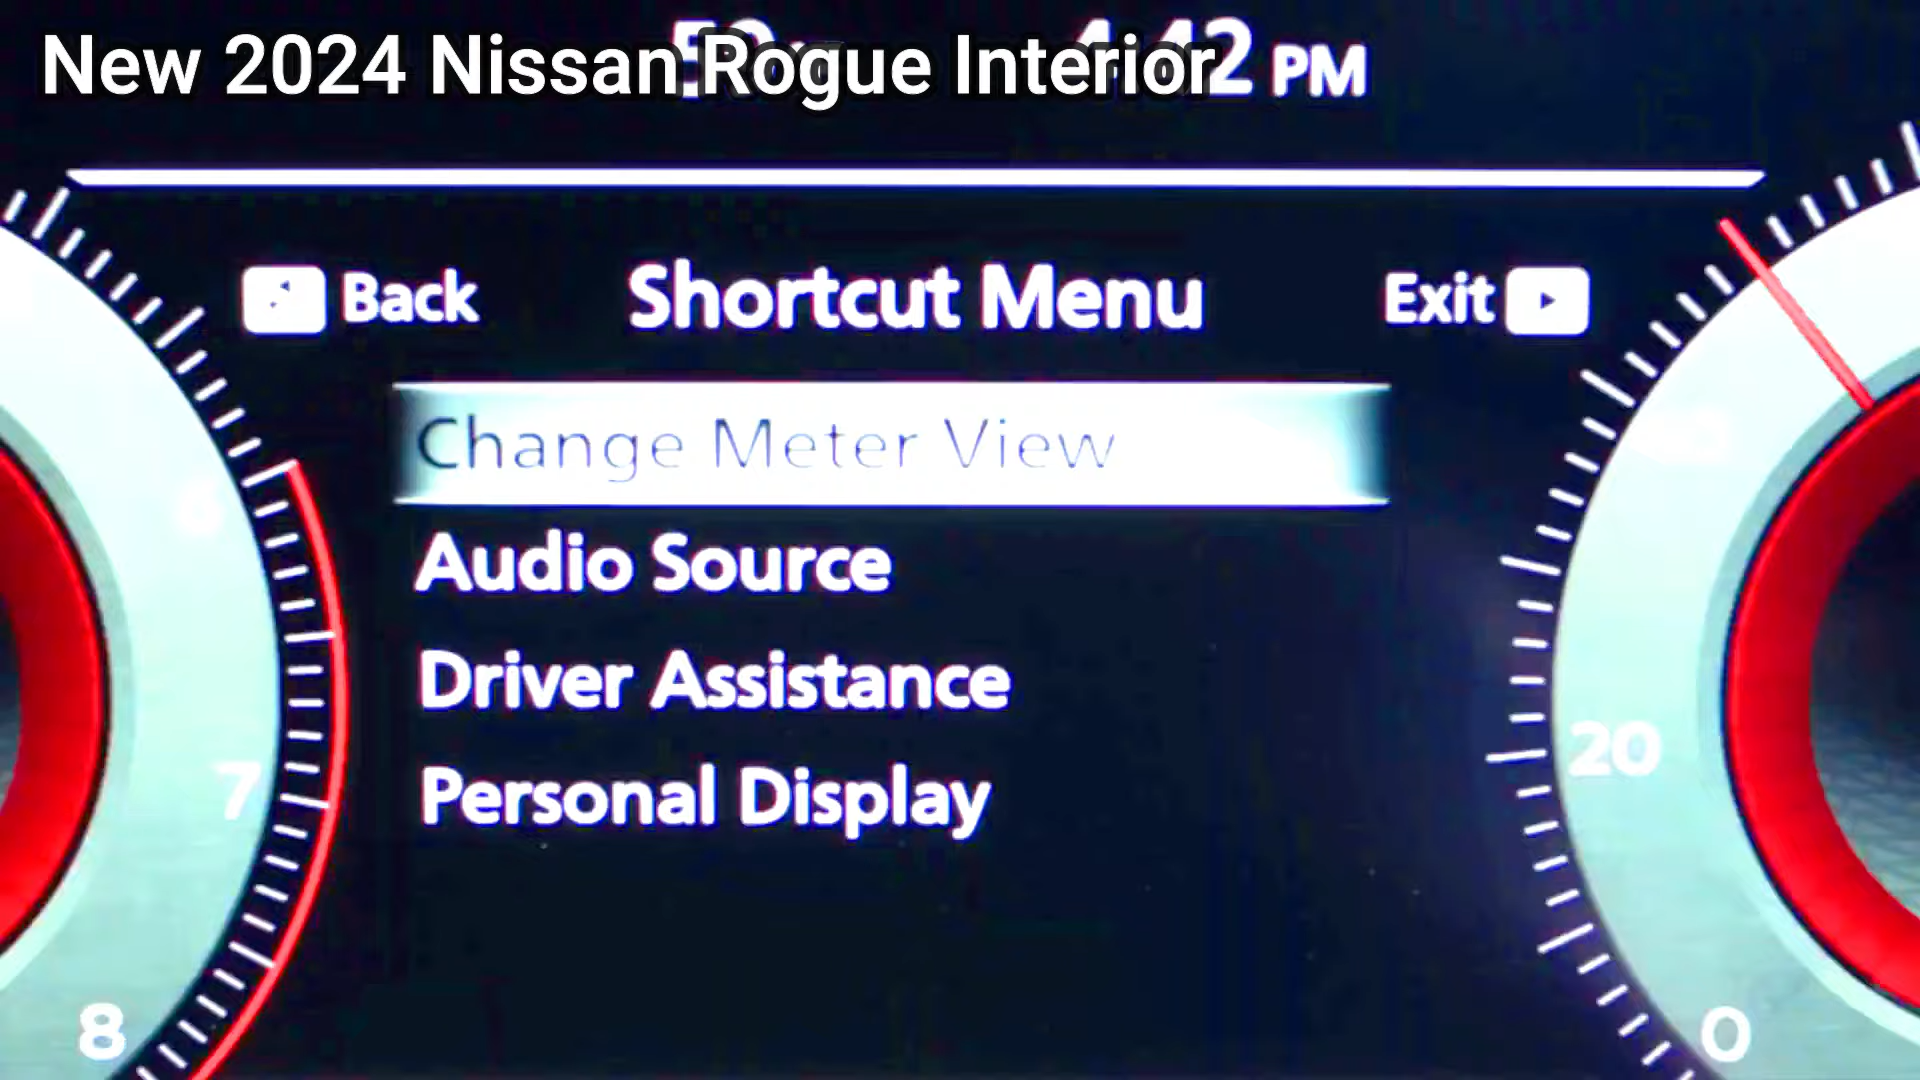 New 2024 Nissan Rogue Interior
4:42 PM
Back
Shortcut Menu
Exit
Change Meter View
Audio Source
Driver Assistance
Personal Display
6
7
8
20
0